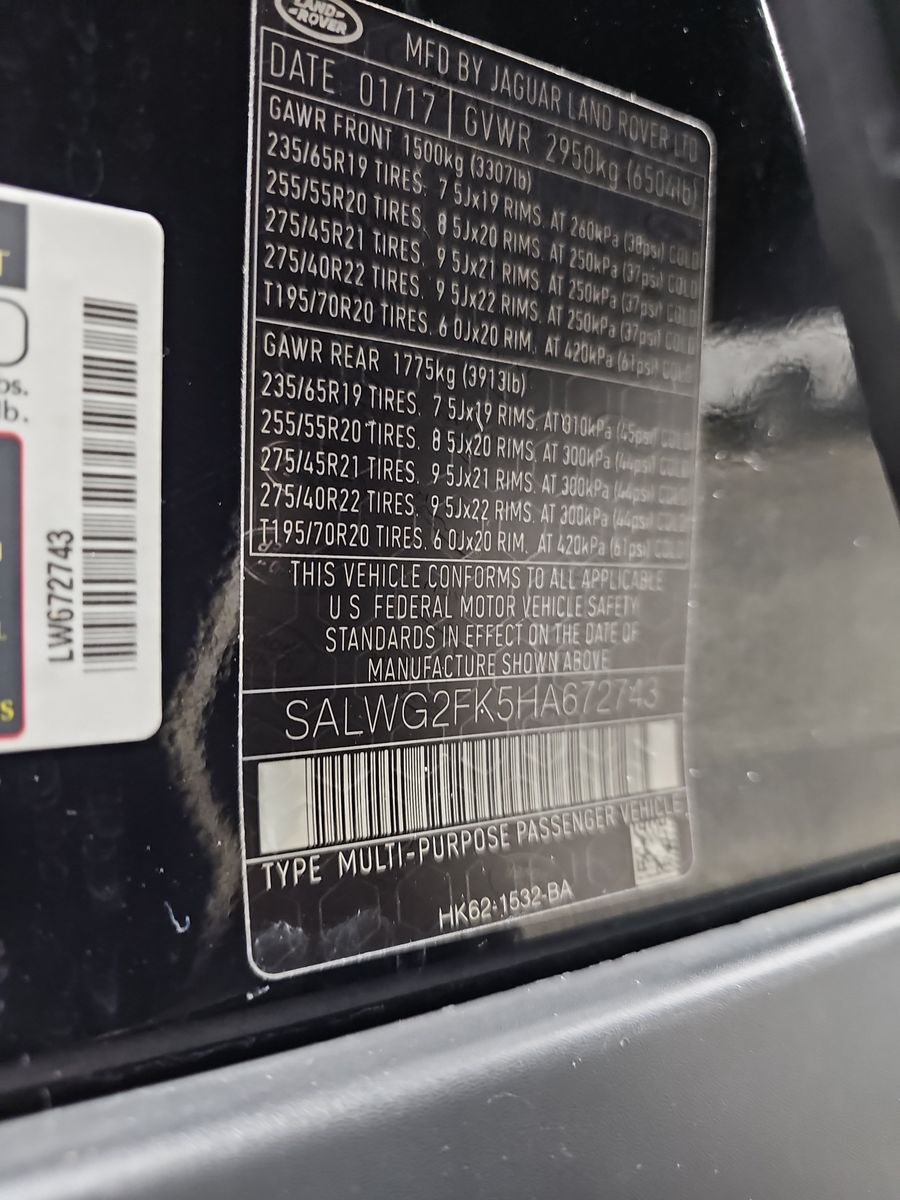 LAND
ROVER
MFD BY JAGUAR LAND ROVER LTD
DATE 01/17 GVWR 2950kg (6504lb)
GAWR FRONT 1500kg (3307lb)
235/65R19 TIRES. 7 5Jx19 RIMS. AT 260kPa (38psi) COLD
255/55R20 TIRES. 8 5Jx20 RIMS. AT 250kPa (37psi) COLD
275/45R21 TIRES. 9 5Jx21 RIMS. AT 250kPa (37psi) COLD
275/40R22 TIRES. 9 5Jx22 RIMS. AT 250kPa (37psi) COLD
T195/70R20 TIRES. 6 0Jx20 RIM. AT 420kPa (61psi) COLD
GAWR REAR 1775kg (3913lb)
235/65R19 TIRES. 7 5Jx19 RIMS. AT 310kPa (45psi) COLD
255/55R20 TIRES. 8 5Jx20 RIMS. AT 300kPa (44psi) COLD
275/45R21 TIRES. 9 5Jx21 RIMS. AT 300kPa (44psi) COLD
275/40R22 TIRES. 9 5Jx22 RIMS. AT 300kPa (44psi) COLD
T195/70R20 TIRES. 6 0Jx20 RIM. AT 420kPa (61psi) COLD
THIS VEHICLE CONFORMS TO ALL APPLICABLE
U S FEDERAL MOTOR VEHICLE SAFETY
STANDARDS IN EFFECT ON THE DATE OF
MANUFACTURE SHOWN ABOVE
SALWG2FK5HA672743
TYPE MULTI-PURPOSE PASSENGER VEHICLE
HK62-1532-BA
lb.
LW672743